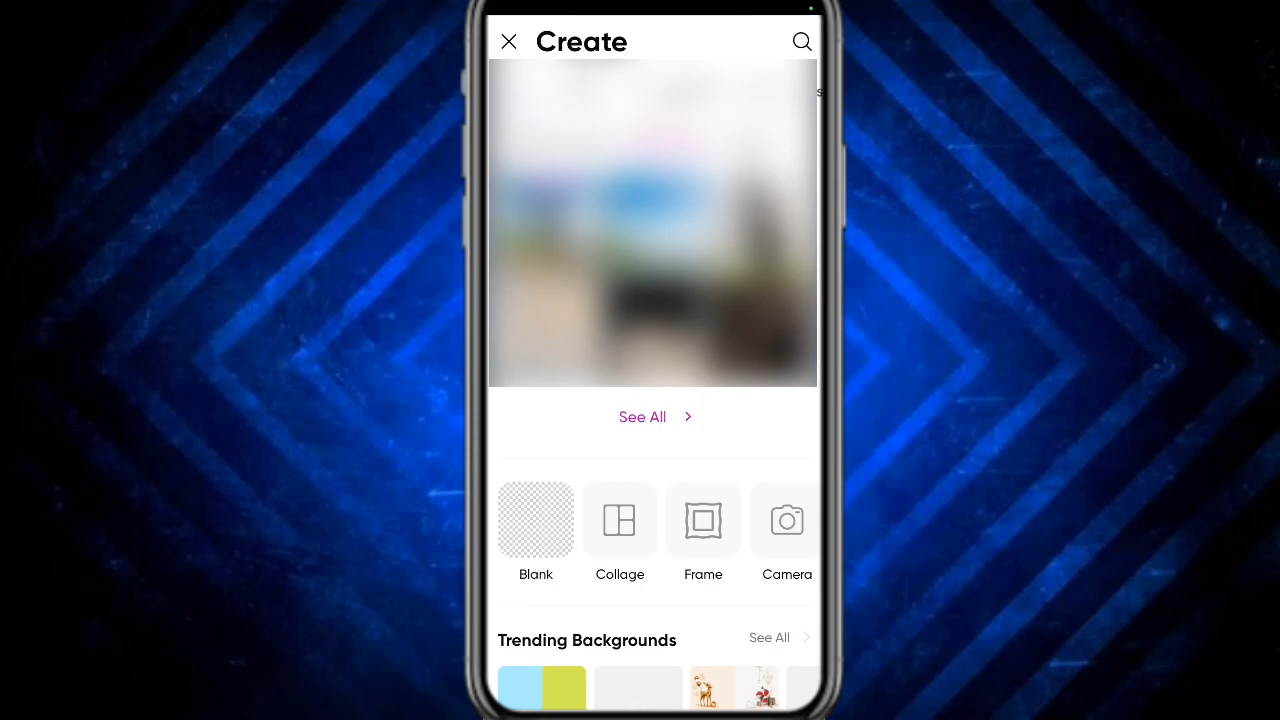 Create
s
See All
Blank Collage Frame Camera
Trending Backgrounds See All